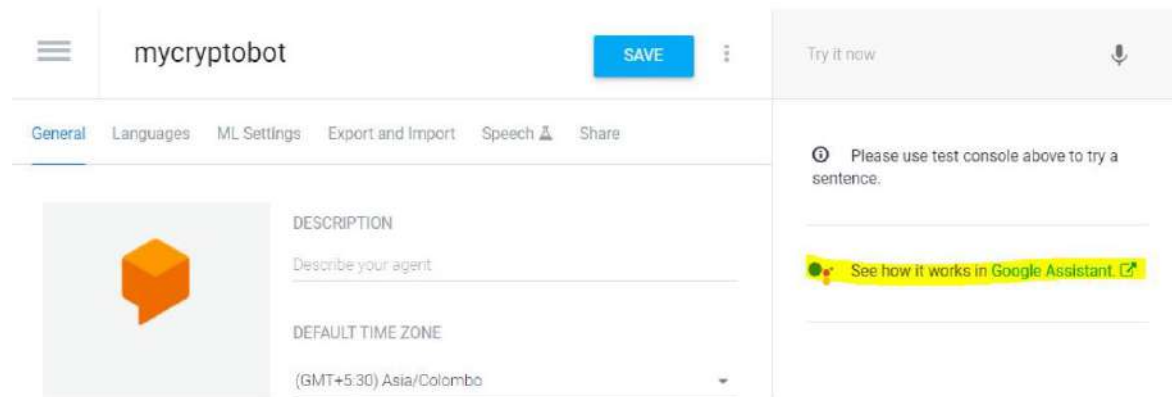 mycryptobot
SAVE
Try it now
General Languages ML Settings Export and Import Speech Share
Please use test console above to try a
sentence.
DESCRIPTION
Describe your agent
See how it works in Google Assistant.
DEFAULT TIME ZONE
(GMT+5:30) Asia/Colombo